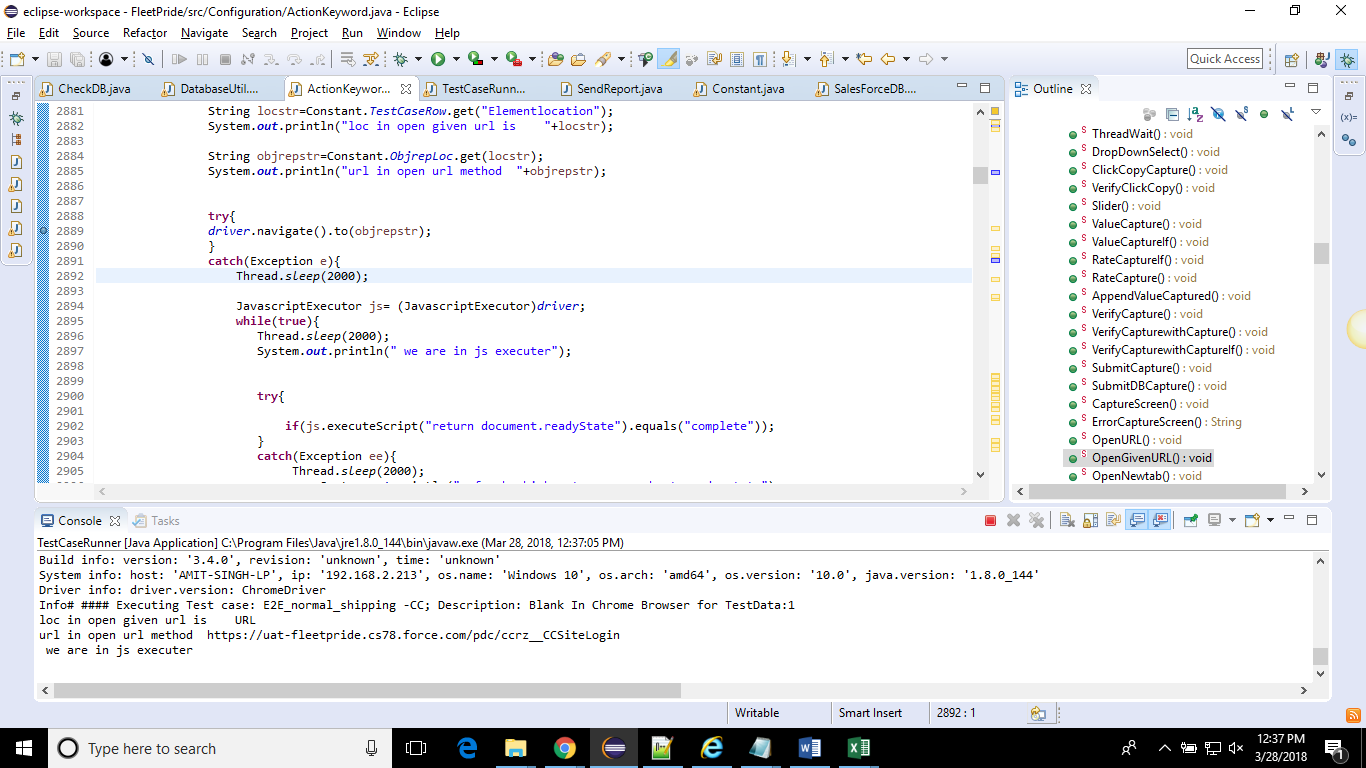 eclipse-workspace - FleetPride/src/Configuration/ActionKeyword.java - Eclipse
File Edit Source Refactor Navigate Search Project Run Window Help
Quick Access
CheckDB.java DatabaseUtil.... ActionKeywor... TestCaseRunn... SendReport.java Constant.java SalesForceDB....
2881 String locstr=Constant.TestCaseRow.get("Elementlocation");
2882 System.out.println("loc in open given url is    "+locstr);
2883
2884 String objrepstr=Constant.ObjrepLoc.get(locstr);
2885 System.out.println("url in open url method  "+objrepstr);
2886
2887
2888 try{
2889 driver.navigate().to(objrepstr);
2890 }
2891 catch(Exception e){
2892 Thread.sleep(2000);
2893
2894 JavascriptExecutor js= (JavascriptExecutor)driver;
2895 while(true){
2896 Thread.sleep(2000);
2897 System.out.println(" we are in js executer");
2898
2899
2900 try{
2901
2902 if(js.executeScript("return document.readyState").equals("complete"));
2903 }
2904 catch(Exception ee){
2905 Thread.sleep(2000);
Outline
ThreadWait() : void
DropDownSelect() : void
ClickCopyCapture() : void
VerifyClickCopy() : void
Slider() : void
ValueCapture() : void
ValueCaptureIf() : void
RateCaptureIf() : void
RateCapture() : void
AppendValueCaptured() : void
VerifyCapture() : void
VerifyCapturewithCapture() : void
VerifyCapturewithCaptureIf() : void
SubmitCapture() : void
SubmitDBCapture() : void
CaptureScreen() : void
ErrorCaptureScreen() : String
OpenURL() : void
OpenGivenURL() : void
OpenNewtab() : void
Console Tasks
TestCaseRunner [Java Application] C:\Program Files\Java\jre1.8.0_144\bin\javaw.exe (Mar 28, 2018, 12:37:05 PM)
Build info: version: '3.4.0', revision: 'unknown', time: 'unknown'
System info: host: 'AMIT-SINGH-LP', ip: '192.168.2.213', os.name: 'Windows 10', os.arch: 'amd64', os.version: '10.0', java.version: '1.8.0_144'
Driver info: driver.version: ChromeDriver
Info# #### Executing Test case: E2E_normal_shipping -CC; Description: Blank In Chrome Browser for TestData:1
loc in open given url is    URL
url in open url method  https://uat-fleetpride.cs78.force.com/pdc/ccrz__CCSiteLogin
we are in js executer
Writable Smart Insert 2892 : 1
Type here to search
12:37 PM
3/28/2018
1